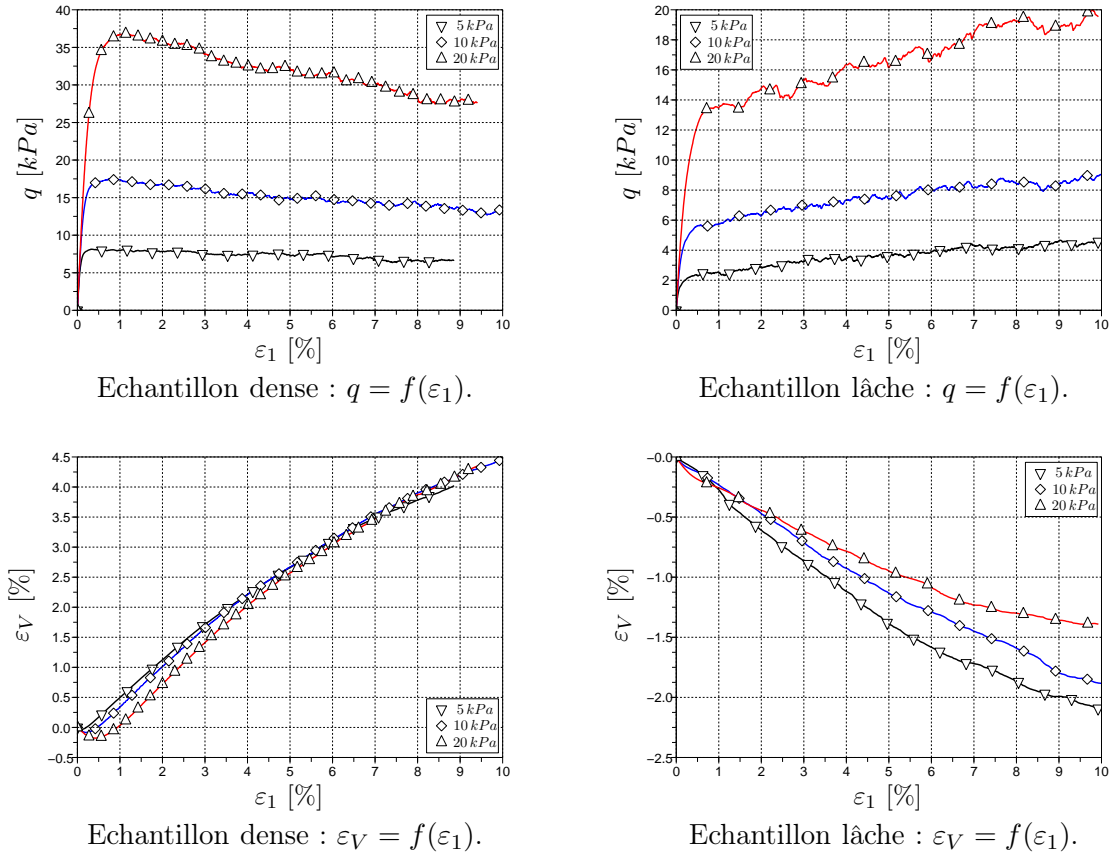 q [kPa]
40
35
30
25
20
15
10
5
0
5 kPa
10 kPa
20 kPa
0 1 2 3 4 5 6 7 8 9 10
ε₁ [%]
Echantillon dense : q = f(ε₁).
q [kPa]
20
18
16
14
12
10
8
6
4
2
0
5 kPa
10 kPa
20 kPa
0 1 2 3 4 5 6 7 8 9 10
ε₁ [%]
Echantillon lâche : q = f(ε₁).
ε_V [%]
4.5
4.0
3.5
3.0
2.5
2.0
1.5
1.0
0.5
0.0
−0.5
5 kPa
10 kPa
20 kPa
0 1 2 3 4 5 6 7 8 9 10
ε₁ [%]
Echantillon dense : ε_V = f(ε₁).
ε_V [%]
−0.0
−0.5
−1.0
−1.5
−2.0
−2.5
5 kPa
10 kPa
20 kPa
0 1 2 3 4 5 6 7 8 9 10
ε₁ [%]
Echantillon lâche : ε_V = f(ε₁).